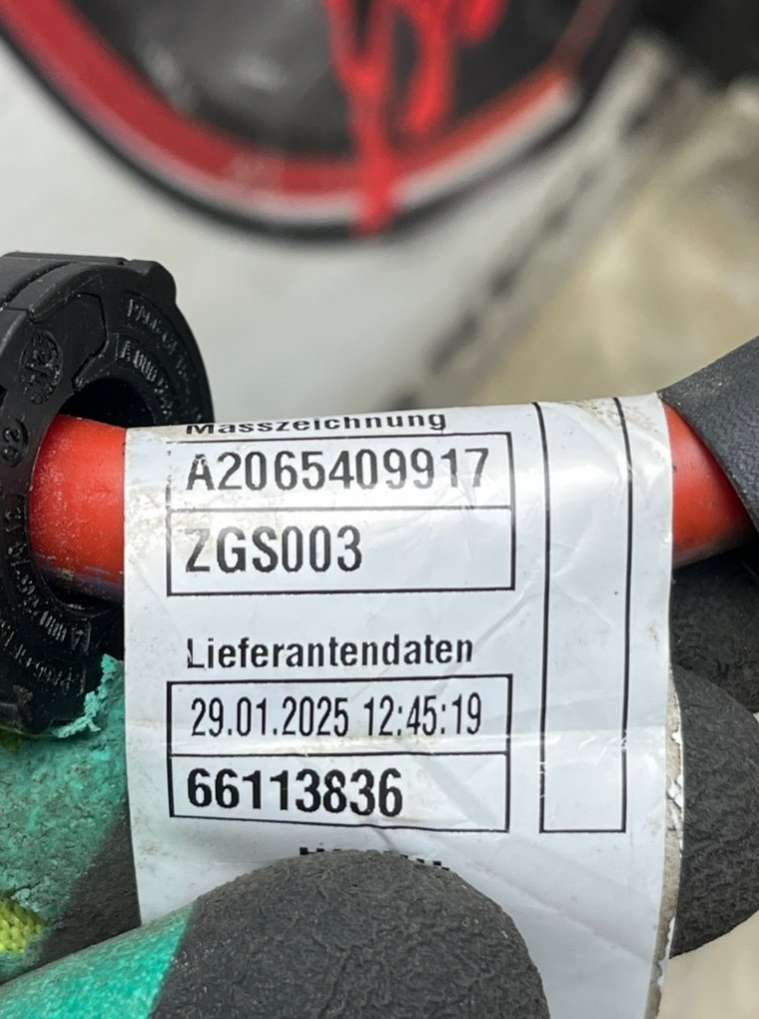 Masszeichnung
A2065409917
ZGS003
Lieferantendaten
29.01.2025 12:45:19
66113836